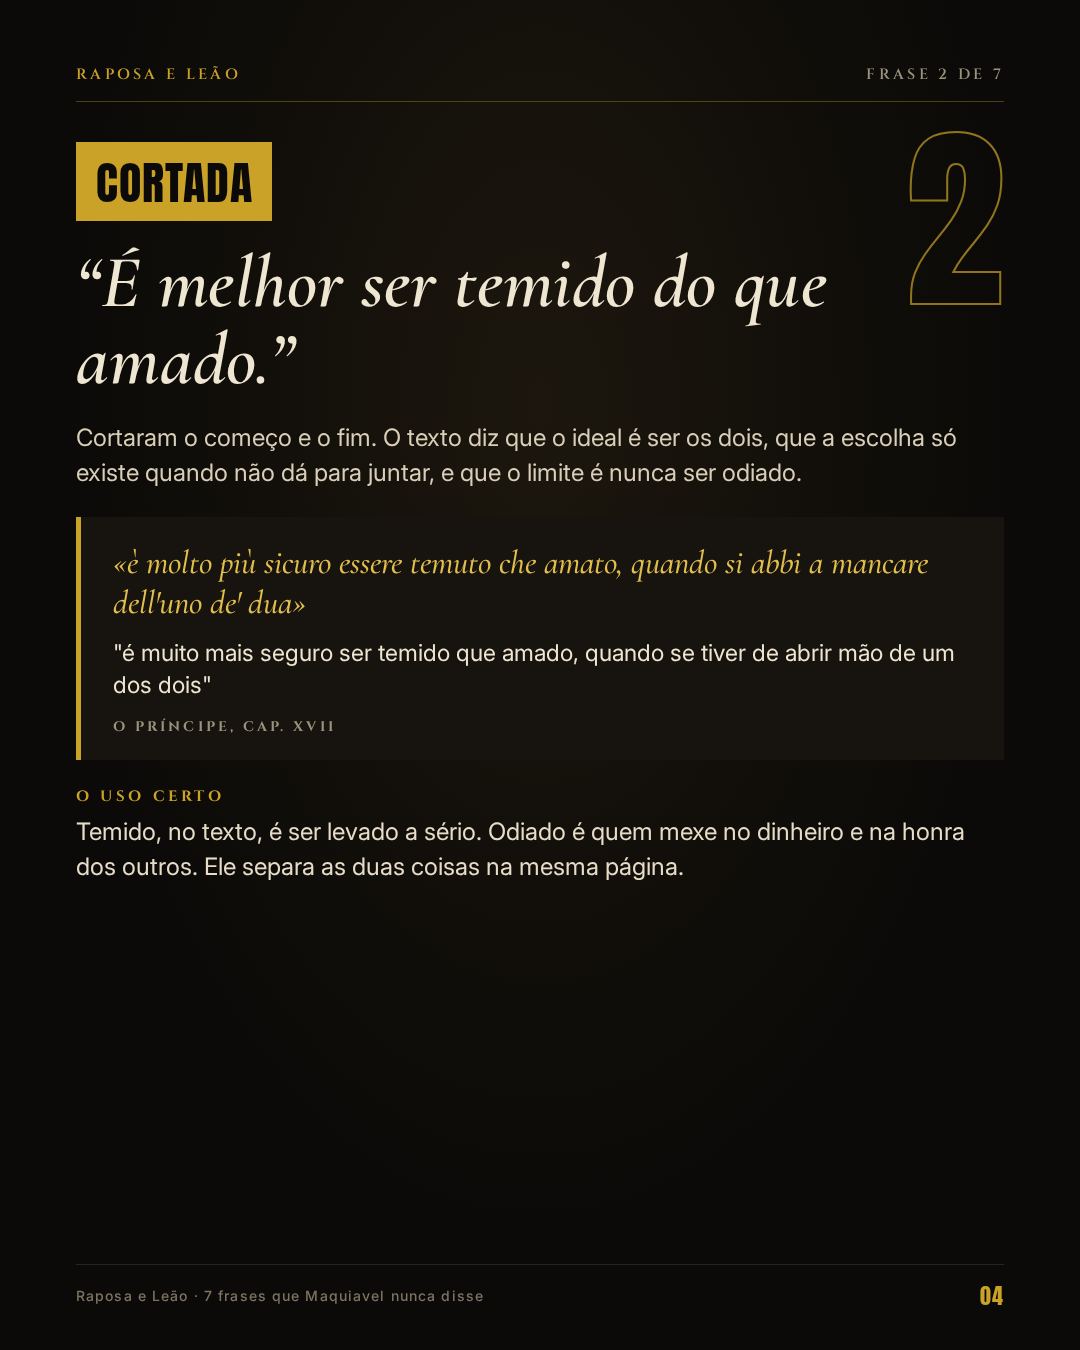 RAPOSA E LEÃO
FRASE 2 DE 7
CORTADA
2
“É melhor ser temido do que
amado.”
Cortaram o começo e o fim. O texto diz que o ideal é ser os dois, que a escolha só
existe quando não dá para juntar, e que o limite é nunca ser odiado.
«è molto più sicuro essere temuto che amato, quando si abbi a mancare
dell'uno de' dua»
"é muito mais seguro ser temido que amado, quando se tiver de abrir mão de um
dos dois"
O PRÍNCIPE, CAP. XVII
O USO CERTO
Temido, no texto, é ser levado a sério. Odiado é quem mexe no dinheiro e na honra
dos outros. Ele separa as duas coisas na mesma página.
Raposa e Leão · 7 frases que Maquiavel nunca disse
04